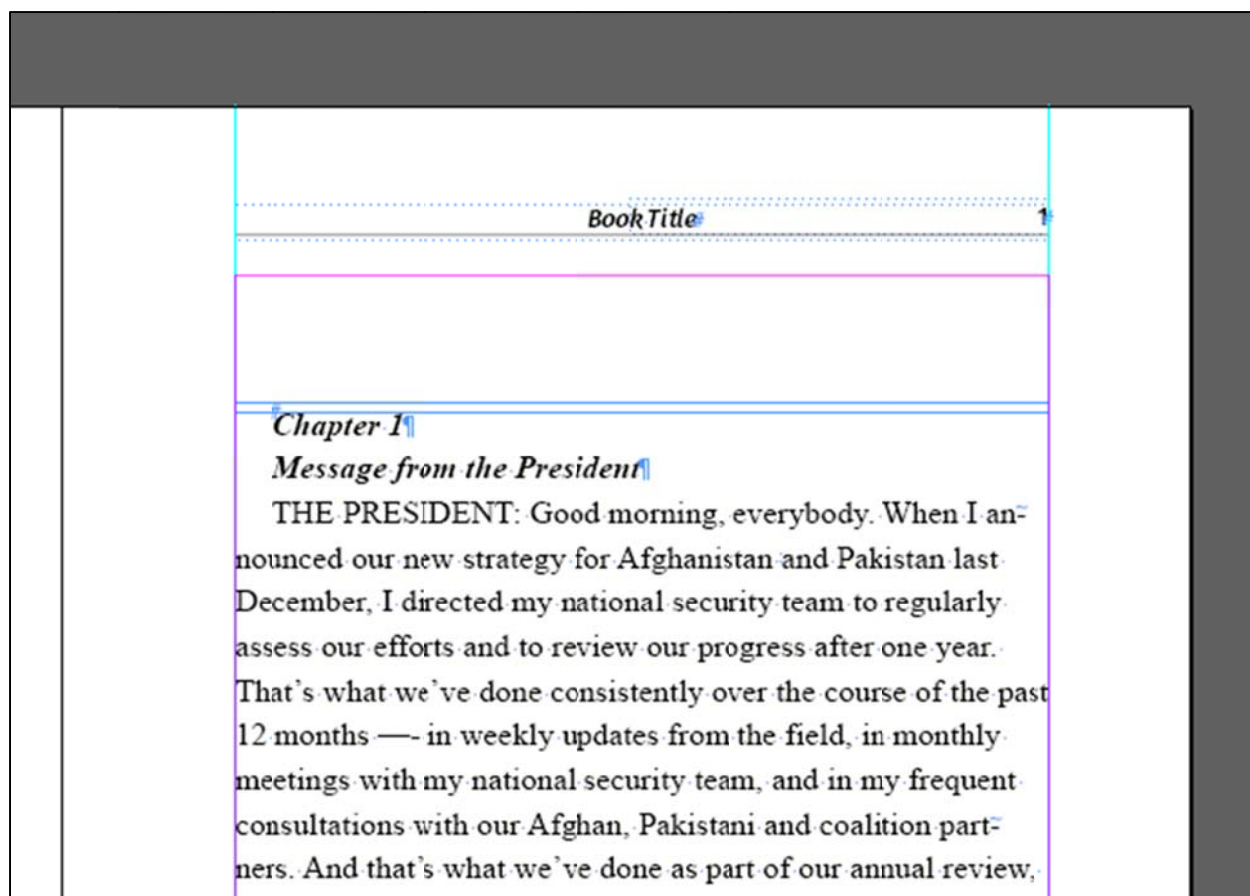 Book Title 1
Chapter 1
Message from the President
THE PRESIDENT: Good morning, everybody. When I an-
nounced our new strategy for Afghanistan and Pakistan last
December, I directed my national security team to regularly
assess our efforts and to review our progress after one year.
That’s what we’ve done consistently over the course of the past
12 months —- in weekly updates from the field, in monthly
meetings with my national security team, and in my frequent
consultations with our Afghan, Pakistani and coalition part-
ners. And that’s what we’ve done as part of our annual review,